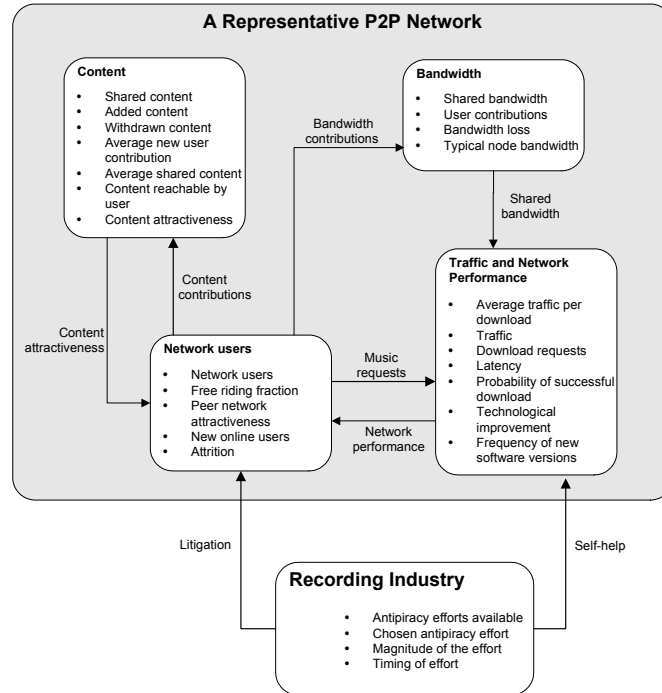 A Representative P2P Network
Content
• Shared content
• Added content
• Withdrawn content
• Average new user
contribution
• Average shared content
• Content reachable by
user
• Content attractiveness
Bandwidth
• Shared bandwidth
• User contributions
• Bandwidth loss
• Typical node bandwidth
Bandwidth
contributions
Shared
bandwidth
Content
contributions
Content
attractiveness
Traffic and Network
Performance
• Average traffic per
download
• Traffic
• Download requests
• Latency
• Probability of successful
download
• Technological
improvement
• Frequency of new
software versions
Network users
• Network users
• Free riding fraction
• Peer network
attractiveness
• New online users
• Attrition
Music
requests
Network
performance
Litigation
Self-help
Recording Industry
• Antipiracy efforts available
• Chosen antipiracy effort
• Magnitude of the effort
• Timing of effort